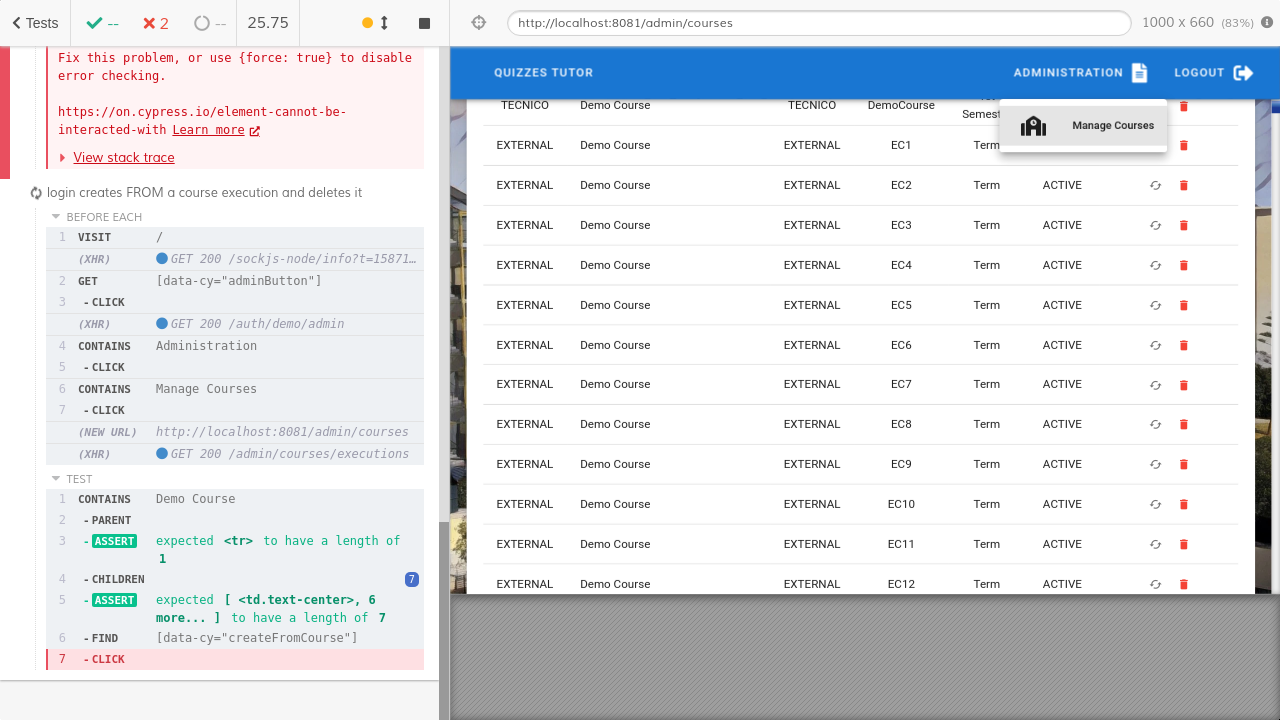 Tests
--
2
--
25.75
http://localhost:8081/admin/courses
1000 x 660 (83%)
Fix this problem, or use {force: true} to disable
error checking.
https://on.cypress.io/element-cannot-be-
interacted-with Learn more
View stack trace
login creates FROM a course execution and deletes it
BEFORE EACH
1 VISIT /
(XHR) GET 200 /sockjs-node/info?t=15871…
2 GET [data-cy="adminButton"]
3 - CLICK
(XHR) GET 200 /auth/demo/admin
4 CONTAINS Administration
5 - CLICK
6 CONTAINS Manage Courses
7 - CLICK
(NEW URL) http://localhost:8081/admin/courses
(XHR) GET 200 /admin/courses/executions
TEST
1 CONTAINS Demo Course
2 - PARENT
3 - ASSERT expected <tr> to have a length of
1
4 - CHILDREN 7
5 - ASSERT expected [ <td.text-center>, 6
more... ] to have a length of 7
6 - FIND [data-cy="createFromCourse"]
7 - CLICK
QUIZZES TUTOR ADMINISTRATION LOGOUT
Manage Courses
TECNICO Demo Course TECNICO DemoCourse
EXTERNAL Demo Course EXTERNAL EC1 Term
EXTERNAL Demo Course EXTERNAL EC2 Term ACTIVE
EXTERNAL Demo Course EXTERNAL EC3 Term ACTIVE
EXTERNAL Demo Course EXTERNAL EC4 Term ACTIVE
EXTERNAL Demo Course EXTERNAL EC5 Term ACTIVE
EXTERNAL Demo Course EXTERNAL EC6 Term ACTIVE
EXTERNAL Demo Course EXTERNAL EC7 Term ACTIVE
EXTERNAL Demo Course EXTERNAL EC8 Term ACTIVE
EXTERNAL Demo Course EXTERNAL EC9 Term ACTIVE
EXTERNAL Demo Course EXTERNAL EC10 Term ACTIVE
EXTERNAL Demo Course EXTERNAL EC11 Term ACTIVE
EXTERNAL Demo Course EXTERNAL EC12 Term ACTIVE